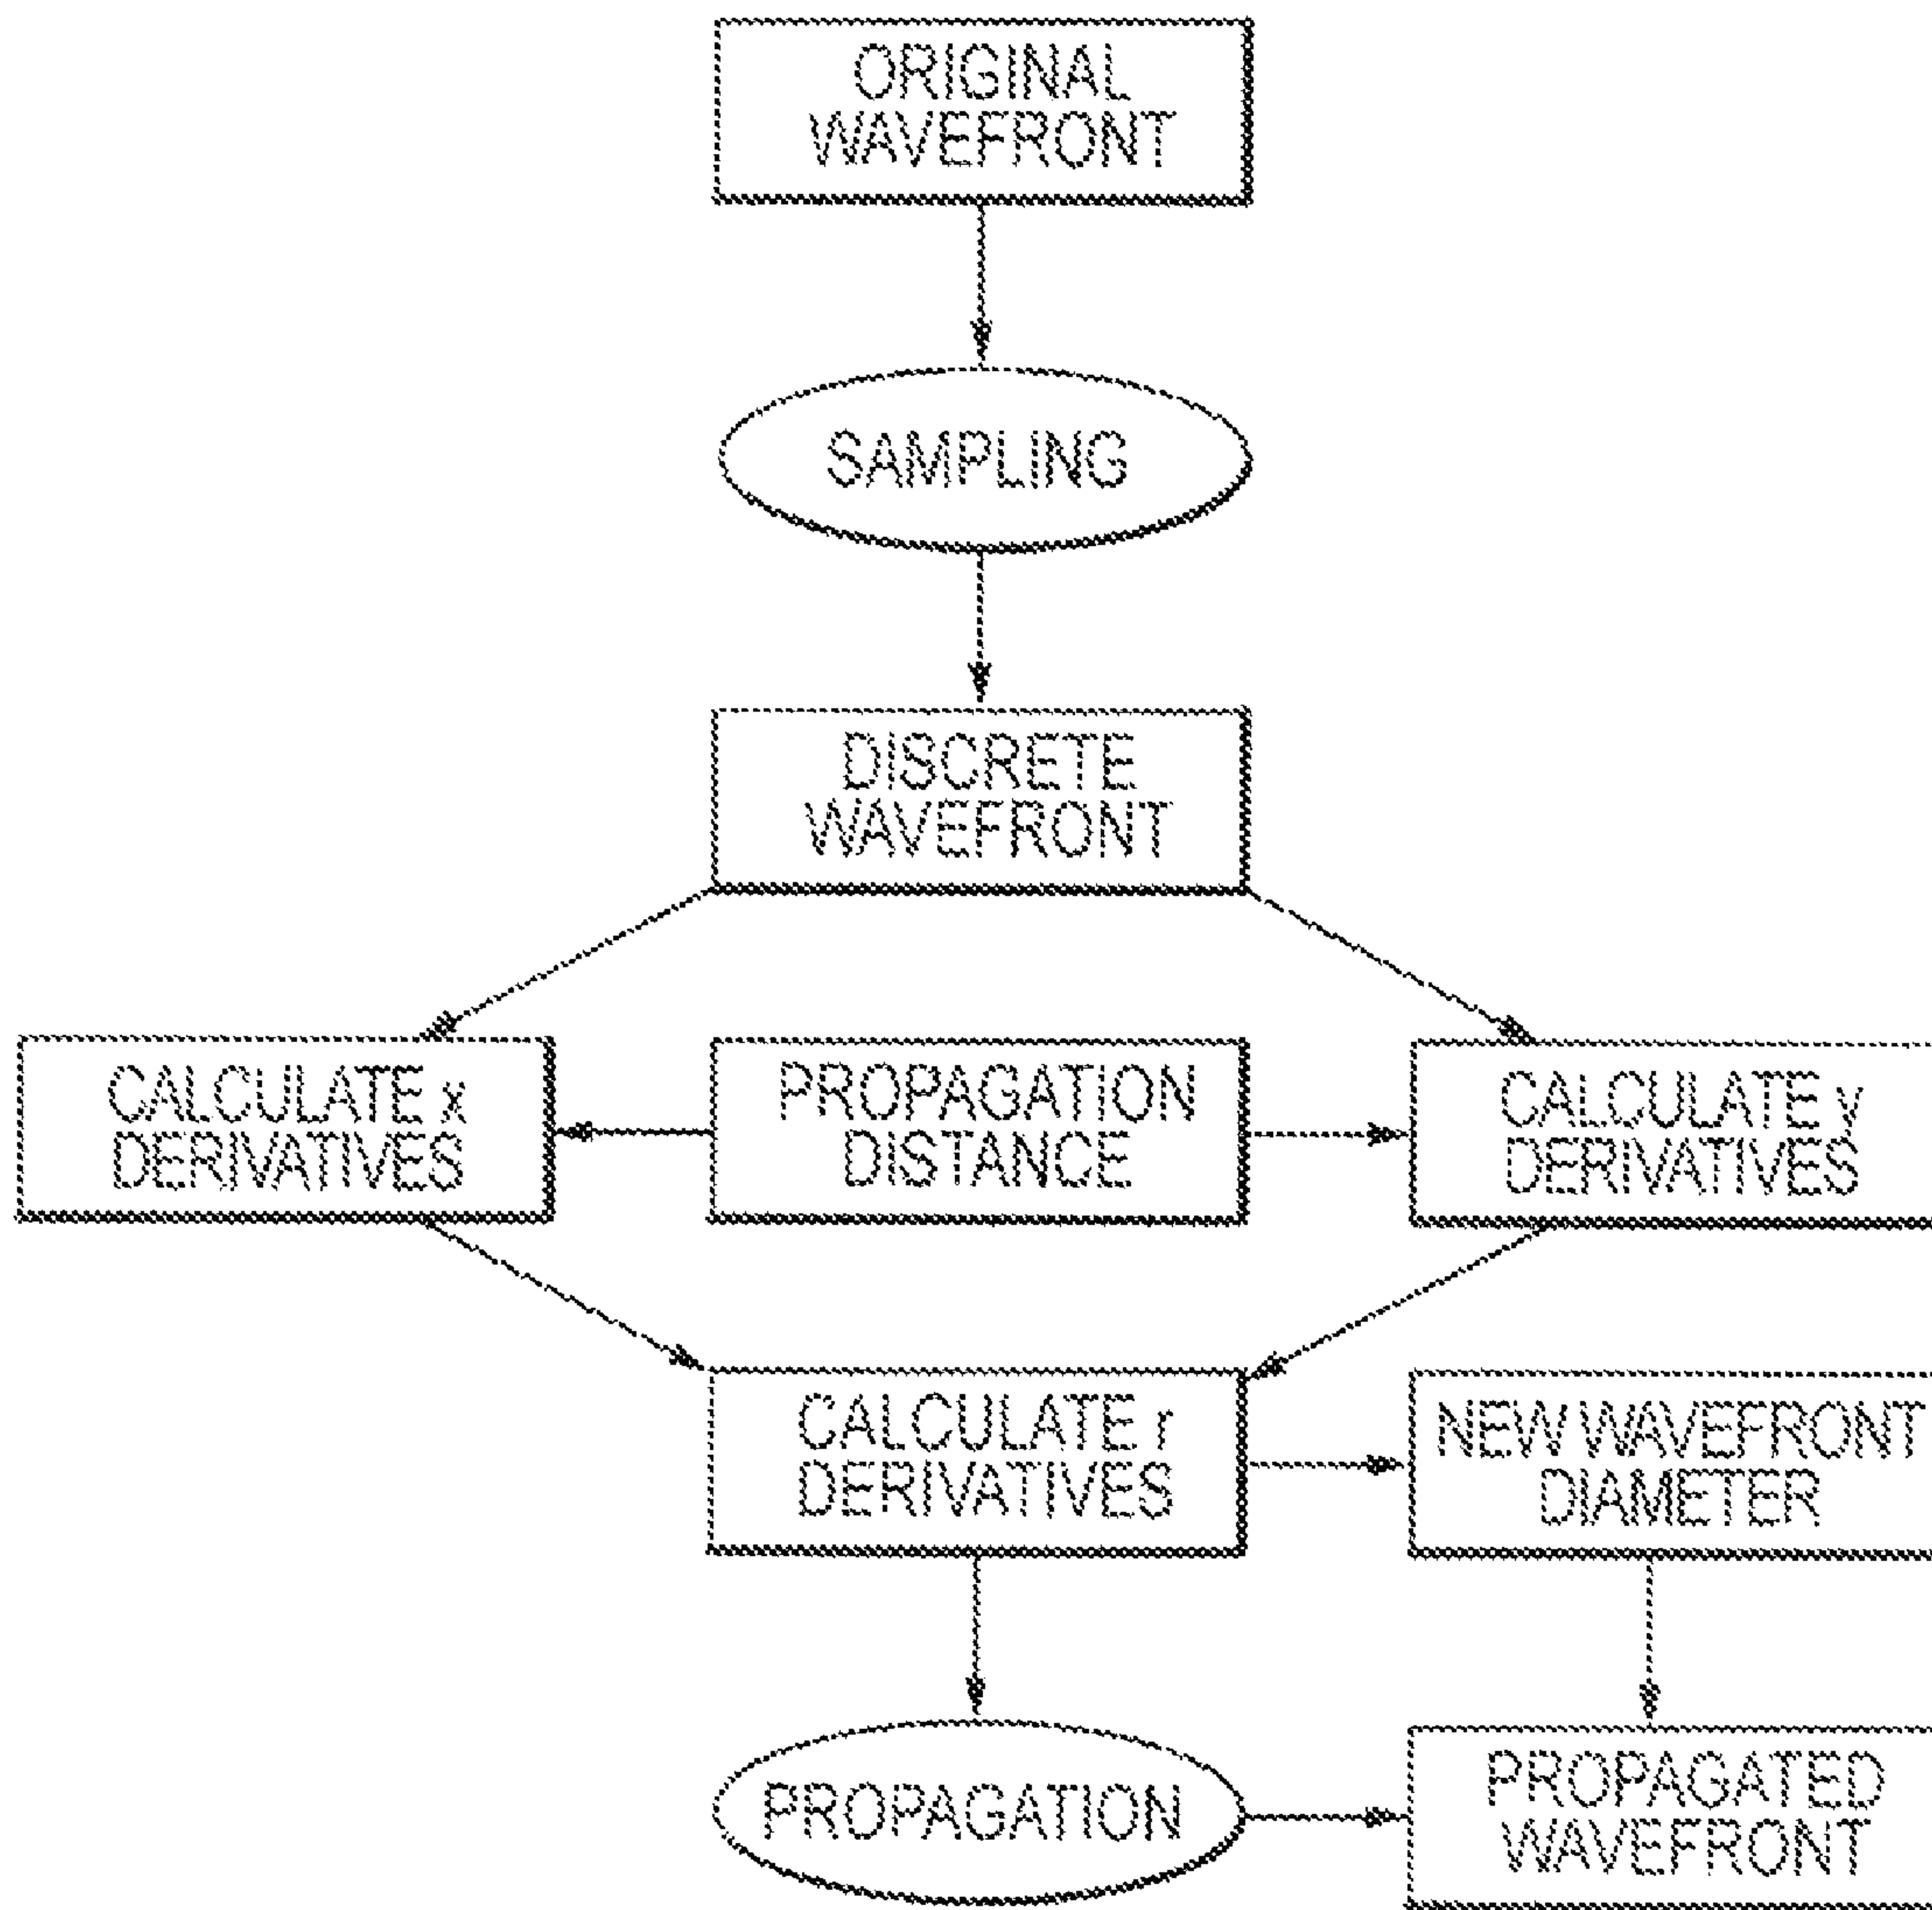 ORIGINAL
WAVEFRONT
SAMPLING
DISCRETE
WAVEFRONT
CALCULATE x
DERIVATIVES
PROPAGATION
DISTANCE
CALCULATE y
DERIVATIVES
CALCULATE r
DERIVATIVES
NEW WAVEFRONT
DIAMETER
PROPAGATION
PROPAGATED
WAVEFRONT